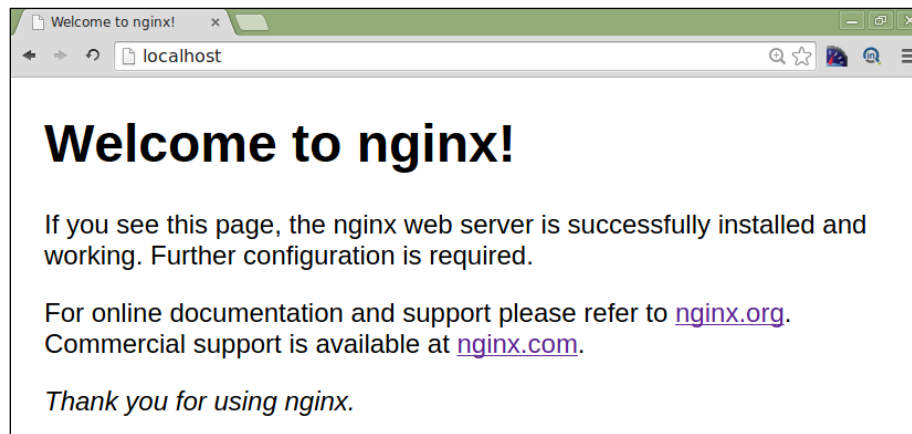 Welcome to nginx!
localhost
Welcome to nginx!
If you see this page, the nginx web server is successfully installed and
working. Further configuration is required.
For online documentation and support please refer to nginx.org.
Commercial support is available at nginx.com.
Thank you for using nginx.